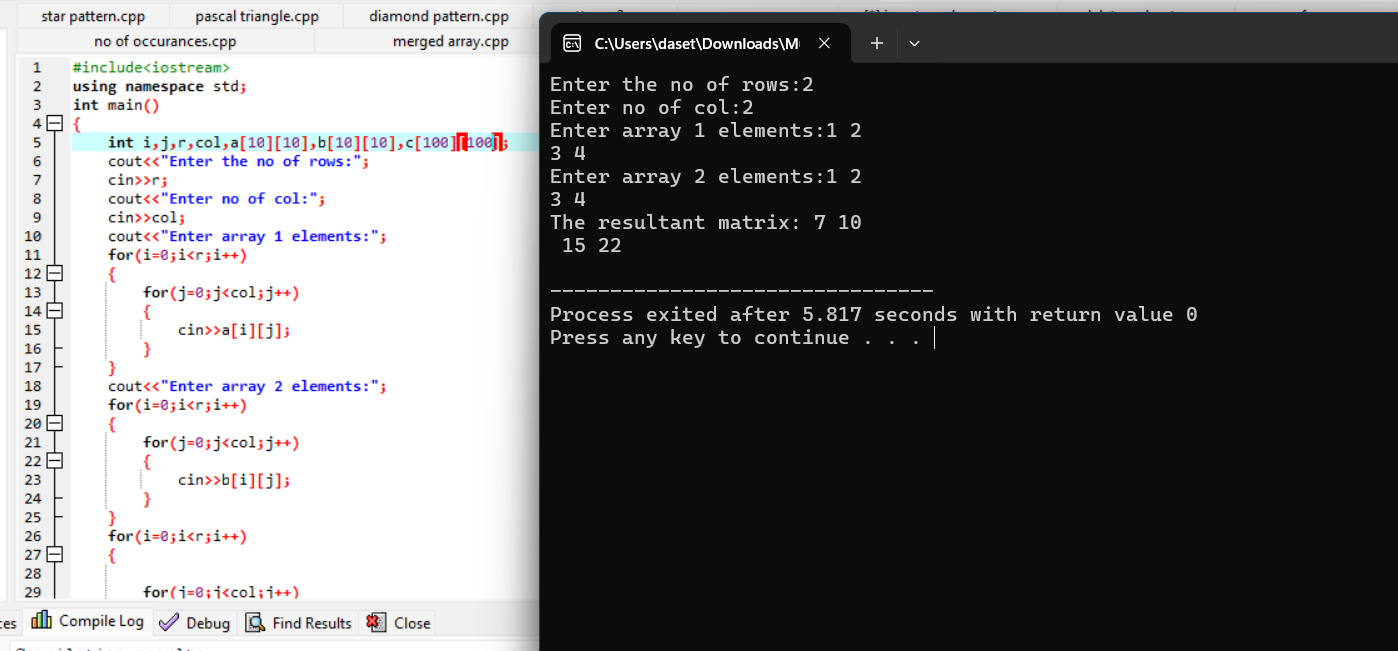 star pattern.cpp pascal triangle.cpp diamond pattern.cpp
no of occurances.cpp merged array.cpp
1 #include<iostream>
2 using namespace std;
3 int main()
4 {
5 int i,j,r,col,a[10][10],b[10][10],c[100][100];
6 cout<<"Enter the no of rows:";
7 cin>>r;
8 cout<<"Enter no of col:";
9 cin>>col;
10 cout<<"Enter array 1 elements:";
11 for(i=0;i<r;i++)
12 {
13 for(j=0;j<col;j++)
14 {
15 cin>>a[i][j];
16 }
17 }
18 cout<<"Enter array 2 elements:";
19 for(i=0;i<r;i++)
20 {
21 for(j=0;j<col;j++)
22 {
23 cin>>b[i][j];
24 }
25 }
26 for(i=0;i<r;i++)
27 {
28
29 for(j=0;j<col;j++)
Compile Log Debug Find Results Close
C:\Users\daset\Downloads\M
Enter the no of rows:2
Enter no of col:2
Enter array 1 elements:1 2
3 4
Enter array 2 elements:1 2
3 4
The resultant matrix: 7 10
15 22
--------------------------------
Process exited after 5.817 seconds with return value 0
Press any key to continue . . .